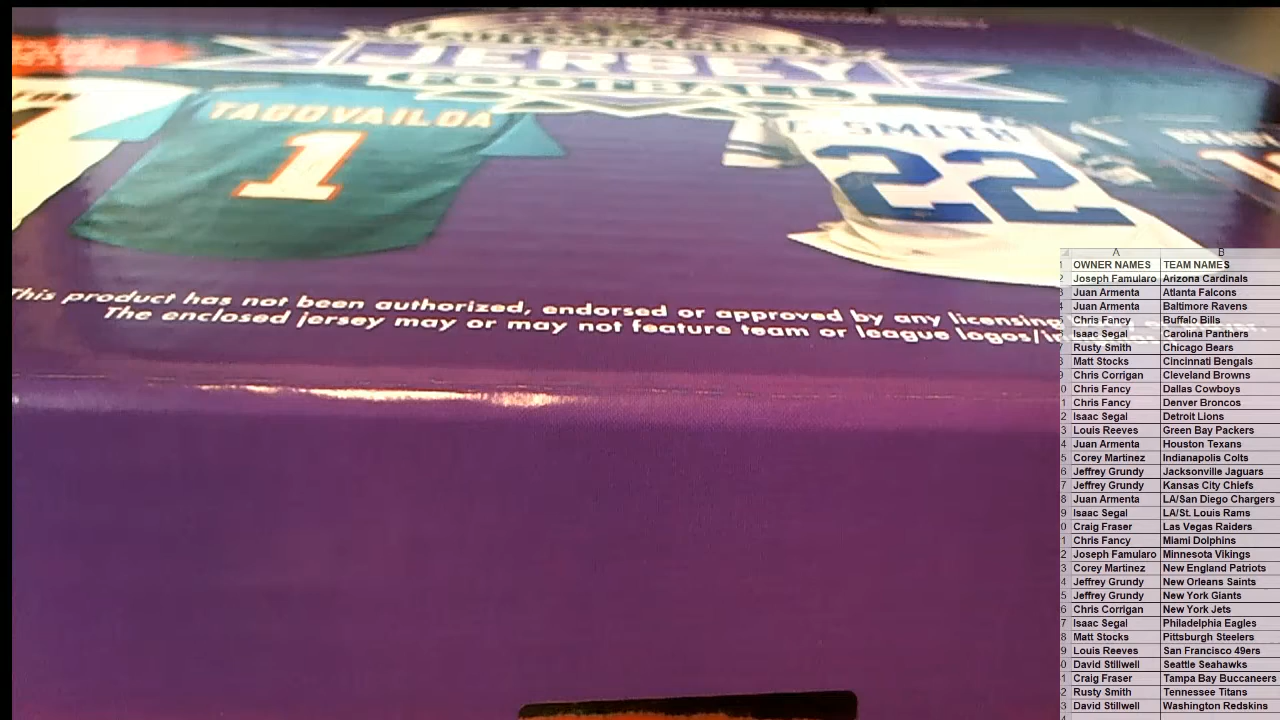 JERSEY
FOOTBALL
TAGOVAILOA
1
SMITH
22
This product has not been authorized, endorsed or approved by any licensing
The enclosed jersey may or may not feature team or league logos/
A B
OWNER NAMES TEAM NAMES
Joseph Famularo Arizona Cardinals
Juan Armenta Atlanta Falcons
Juan Armenta Baltimore Ravens
Chris Fancy Buffalo Bills
Isaac Segal Carolina Panthers
Rusty Smith Chicago Bears
Matt Stocks Cincinnati Bengals
Chris Corrigan Cleveland Browns
Chris Fancy Dallas Cowboys
Chris Fancy Denver Broncos
Isaac Segal Detroit Lions
Louis Reeves Green Bay Packers
Juan Armenta Houston Texans
Corey Martinez Indianapolis Colts
Jeffrey Grundy Jacksonville Jaguars
Jeffrey Grundy Kansas City Chiefs
Juan Armenta LA/San Diego Chargers
Isaac Segal LA/St. Louis Rams
Craig Fraser Las Vegas Raiders
Chris Fancy Miami Dolphins
Joseph Famularo Minnesota Vikings
Corey Martinez New England Patriots
Jeffrey Grundy New Orleans Saints
Jeffrey Grundy New York Giants
Chris Corrigan New York Jets
Isaac Segal Philadelphia Eagles
Matt Stocks Pittsburgh Steelers
Louis Reeves San Francisco 49ers
David Stillwell Seattle Seahawks
Craig Fraser Tampa Bay Buccaneers
Rusty Smith Tennessee Titans
David Stillwell Washington Redskins